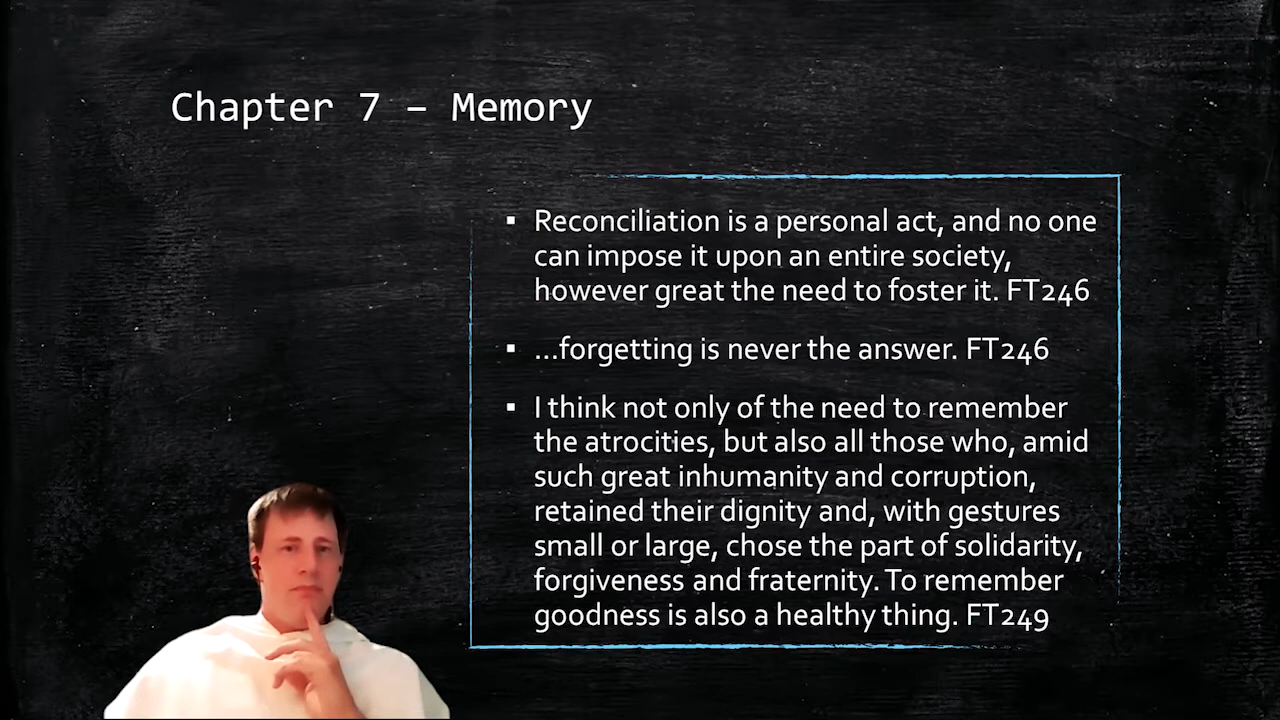 Chapter 7 – Memory
▪ Reconciliation is a personal act, and no one
can impose it upon an entire society,
however great the need to foster it. FT246
▪ ...forgetting is never the answer. FT246
▪ I think not only of the need to remember
the atrocities, but also all those who, amid
such great inhumanity and corruption,
retained their dignity and, with gestures
small or large, chose the part of solidarity,
forgiveness and fraternity. To remember
goodness is also a healthy thing. FT249